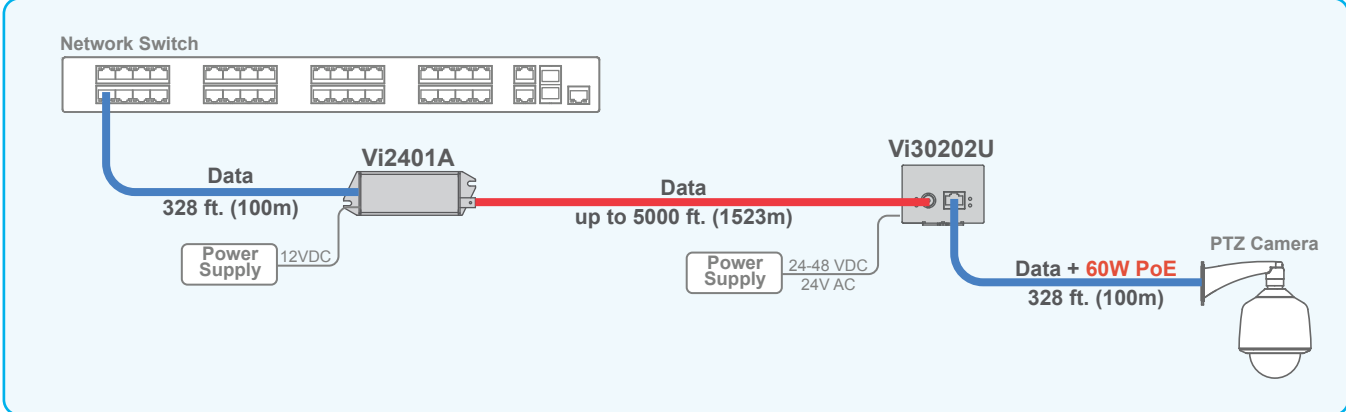 Network Switch
Vi2401A
Vi30202U
Data
328 ft. (100m)
Data
up to 5000 ft. (1523m)
Power
Supply
12VDC
Power
Supply
24-48 VDC
24V AC
PTZ Camera
Data + 60W PoE
328 ft. (100m)